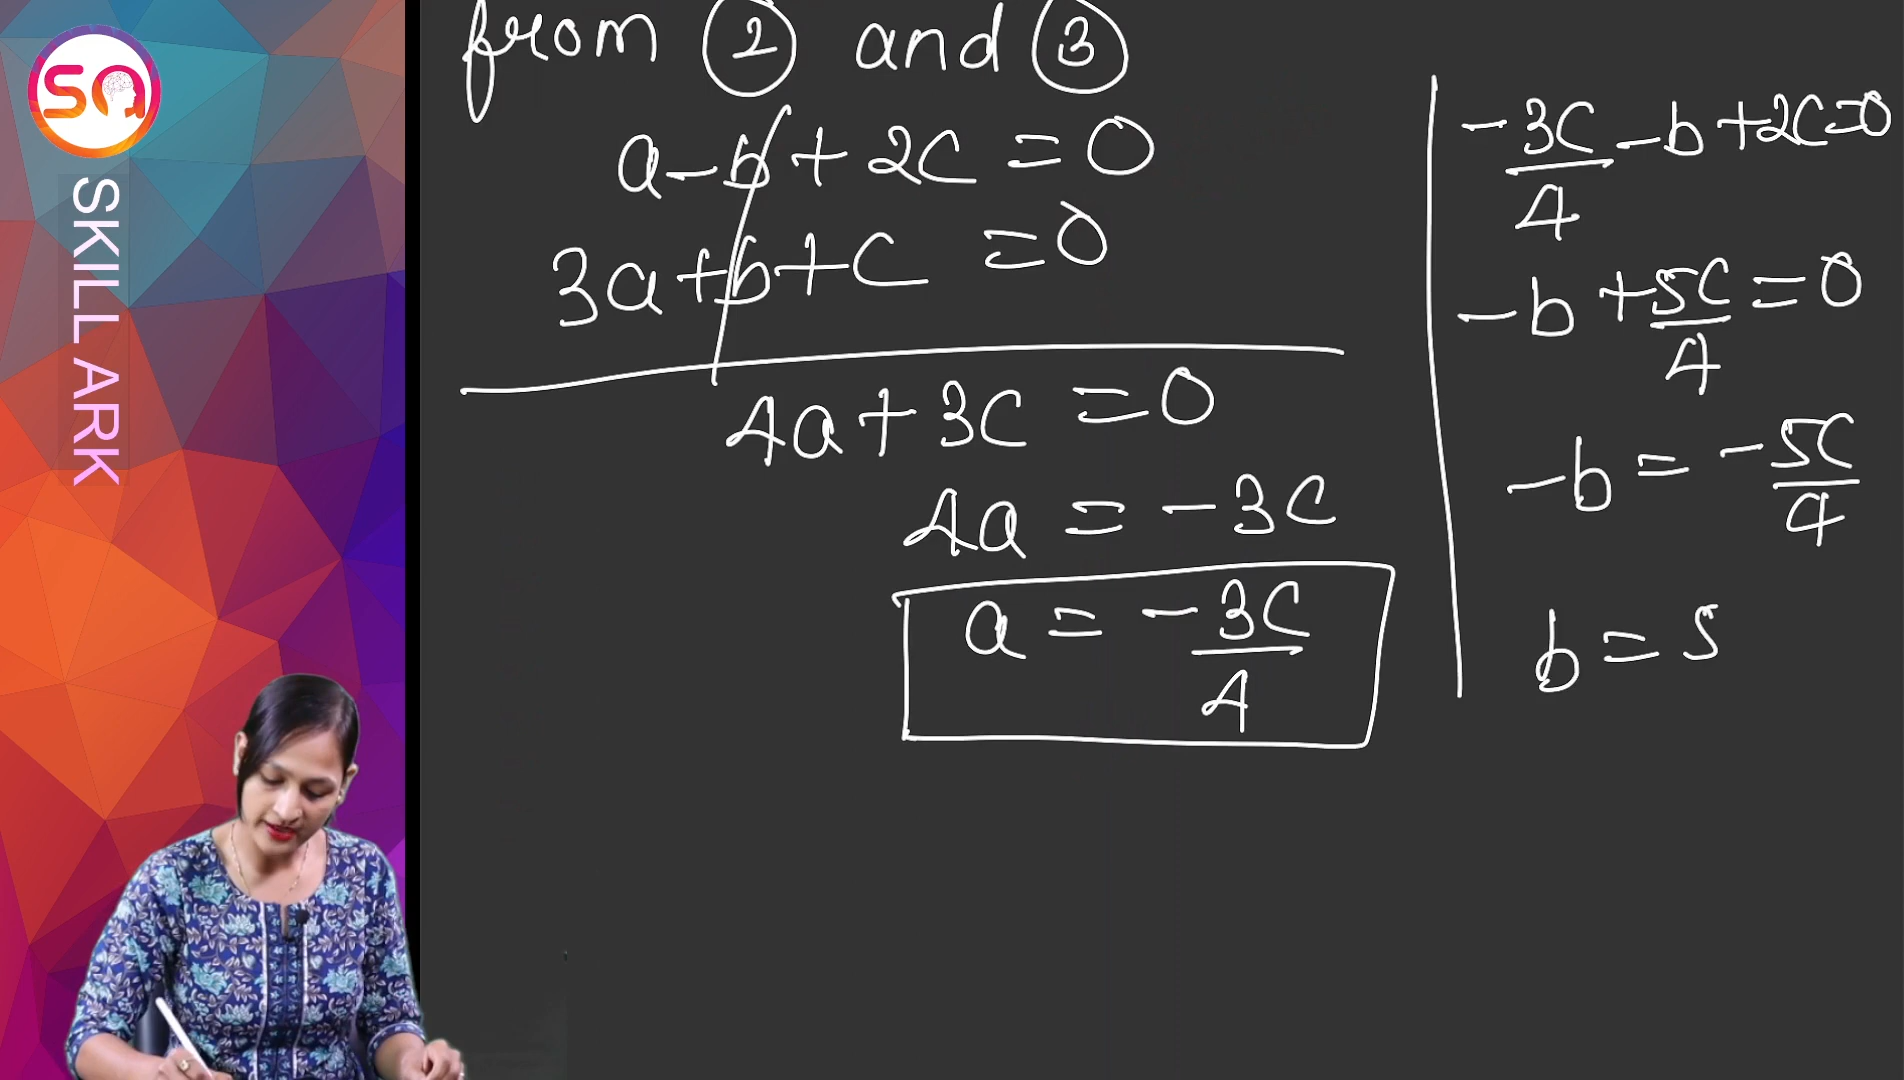 SA
SKILL ARK
from ② and ③
a - b + 2c = 0
3a + b + c = 0
4a + 3c = 0
4a = -3c
a = -3c/4
-3c/4 - b + 2c = 0
-b + 5c/4 = 0
-b = -5c/4
b = 5